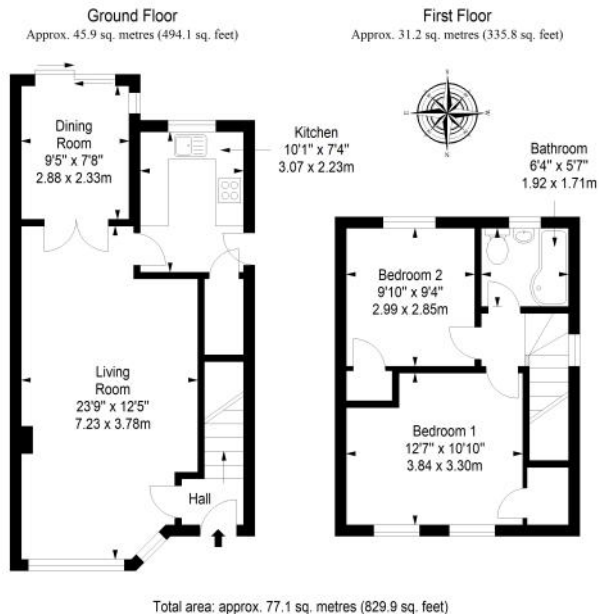 Ground Floor
Approx. 45.9 sq. metres (494.1 sq. feet)
Dining
Room
9'5" x 7'8"
2.88 x 2.33m
Kitchen
10'1" x 7'4"
3.07 x 2.23m
Living
Room
23'9" x 12'5"
7.23 x 3.78m
Hall
First Floor
Approx. 31.2 sq. metres (335.8 sq. feet)
Bathroom
6'4" x 5'7"
1.92 x 1.71m
Bedroom 2
9'10" x 9'4"
2.99 x 2.85m
Bedroom 1
12'7" x 10'10"
3.84 x 3.30m
Total area: approx. 77.1 sq. metres (829.9 sq. feet)